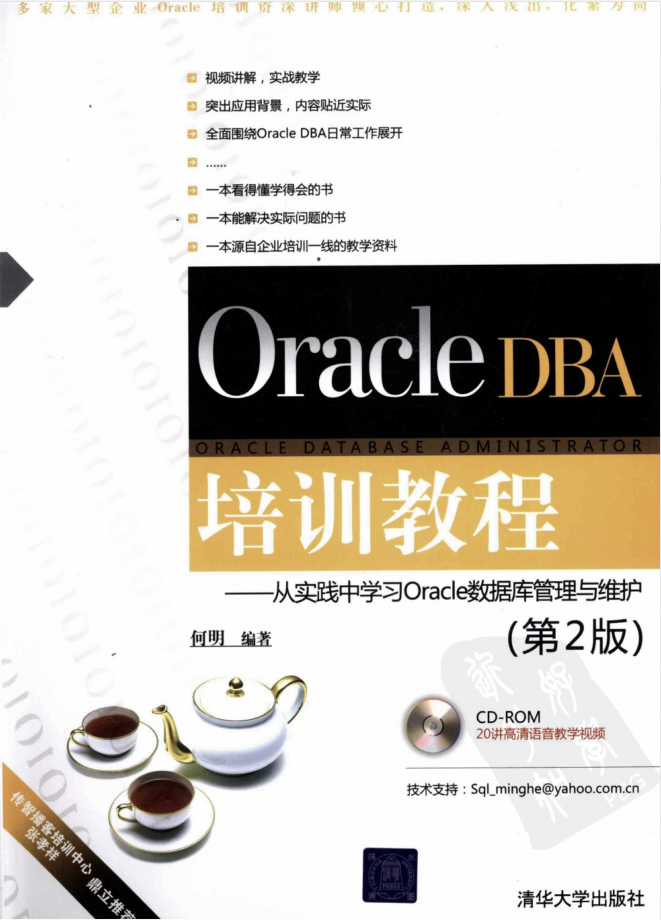 多家大型企业Oracle培训资深讲师倾心打造，深入浅出，化繁为简
视频讲解，实战教学
突出应用背景，内容贴近实际
全面围绕Oracle DBA日常工作展开
……
一本看得懂学得会的书
一本能解决实际问题的书
一本源自企业培训一线的教学资料
Oracle DBA
ORACLE DATABASE ADMINISTRATOR
培训教程
——从实践中学习Oracle数据库管理与维护
(第2版)
何明 编著
CD-ROM
20讲高清语音教学视频
技术支持：Sql_minghe@yahoo.com.cn
传智播客培训中心
张孝祥
鼎立推荐
清华大学出版社